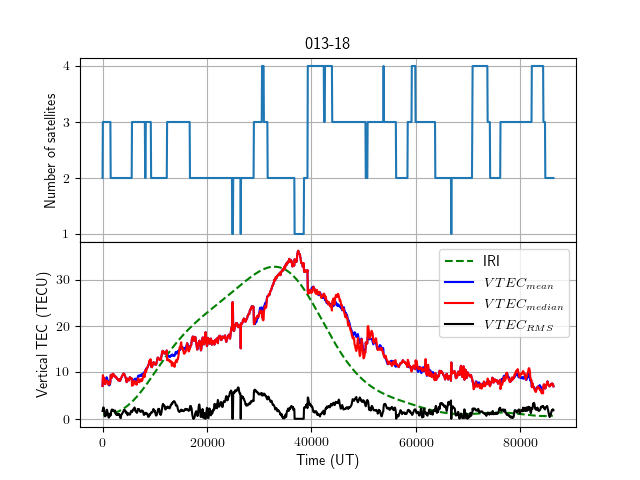 013-18
Number of satellites
4
3
2
1
Vertical TEC (TECU)
30
20
10
0
IRI
VTEC_mean
VTEC_median
VTEC_RMS
0 20000 40000 60000 80000
Time (UT)